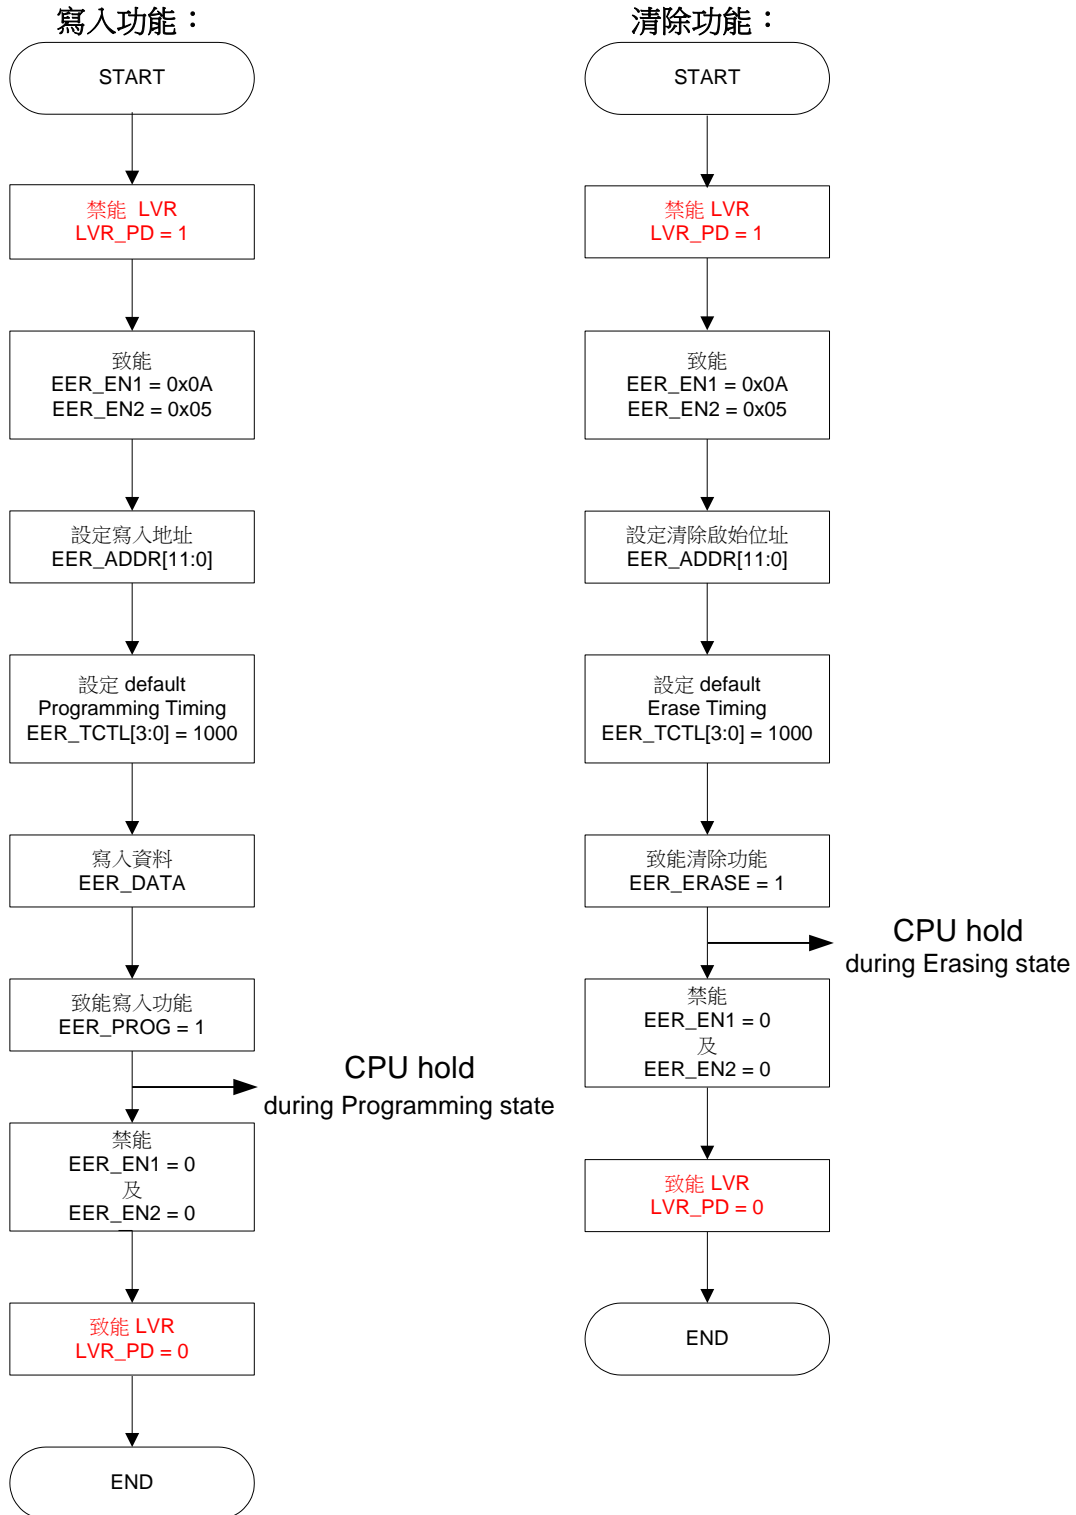 寫入功能：
START
禁能 LVR
LVR_PD = 1
致能
EER_EN1 = 0x0A
EER_EN2 = 0x05
設定寫入地址
EER_ADDR[11:0]
設定 default
Programming Timing
EER_TCTL[3:0] = 1000
寫入資料
EER_DATA
致能寫入功能
EER_PROG = 1
CPU hold
during Programming state
禁能
EER_EN1 = 0
及
EER_EN2 = 0
致能 LVR
LVR_PD = 0
END
清除功能：
START
禁能 LVR
LVR_PD = 1
致能
EER_EN1 = 0x0A
EER_EN2 = 0x05
設定清除啟始位址
EER_ADDR[11:0]
設定 default
Erase Timing
EER_TCTL[3:0] = 1000
致能清除功能
EER_ERASE = 1
CPU hold
during Erasing state
禁能
EER_EN1 = 0
及
EER_EN2 = 0
致能 LVR
LVR_PD = 0
END